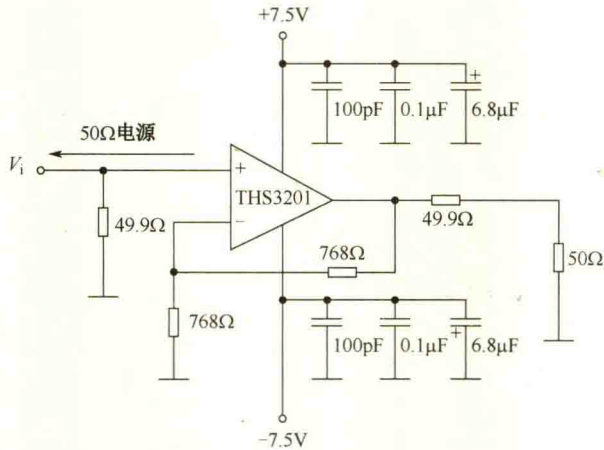 +7.5V
+
100pF
0.1μF
6.8μF
50Ω电源
Vi
+
THS3201
−
49.9Ω
49.9Ω
768Ω
50Ω
768Ω
100pF
0.1μF
+
6.8μF
−7.5V